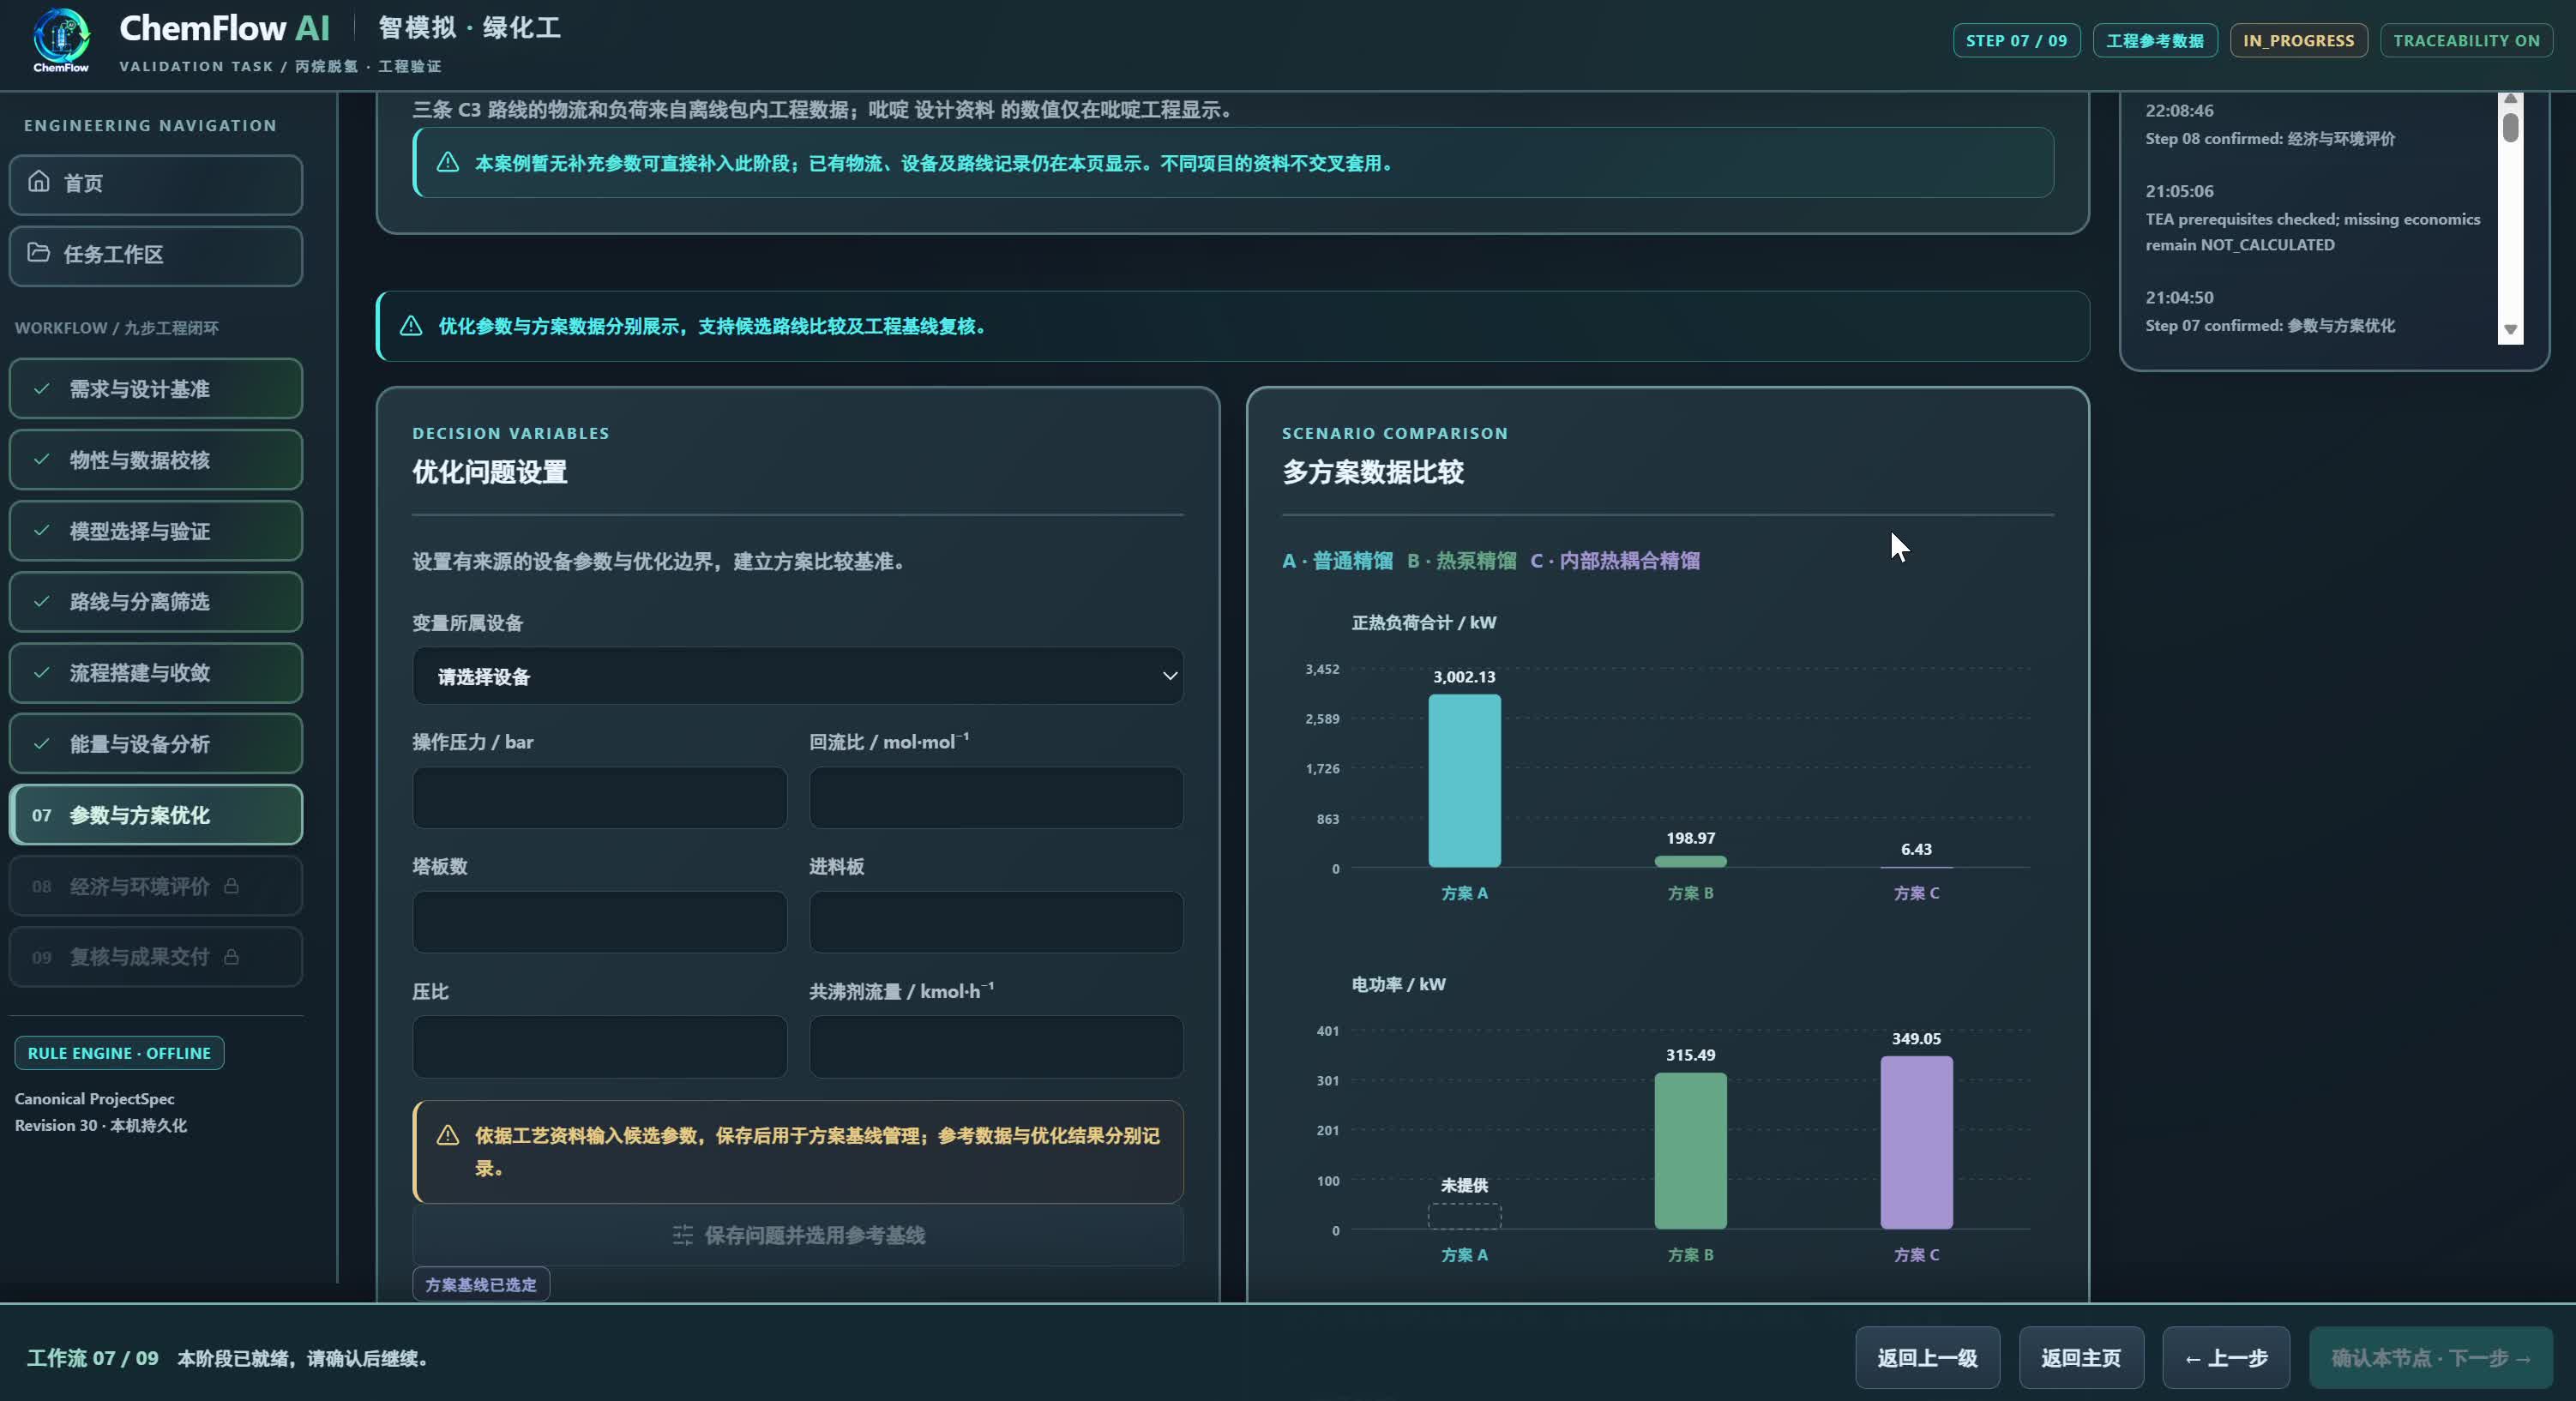 ChemFlow
ChemFlow AI
智模拟 · 绿化工
VALIDATION TASK / 丙烷脱氢 · 工程验证
STEP 07 / 09
工程参考数据
IN_PROGRESS
TRACEABILITY ON
ENGINEERING NAVIGATION
首页
任务工作区
WORKFLOW / 九步工程闭环
需求与设计基准
物性与数据校核
模型选择与验证
路线与分离筛选
流程搭建与收敛
能量与设备分析
07 参数与方案优化
08 经济与环境评价
09 复核与成果交付
RULE ENGINE · OFFLINE
Canonical ProjectSpec
Revision 30 · 本机持久化
三条 C3 路线的物流和负荷来自离线包内工程数据；吡啶 设计资料 的数值仅在吡啶工程显示。
本案例暂无补充参数可直接补入此阶段；已有物流、设备及路线记录仍在本页显示。不同项目的资料不交叉套用。
优化参数与方案数据分别展示，支持候选路线比较及工程基线复核。
DECISION VARIABLES
优化问题设置
设置有来源的设备参数与优化边界，建立方案比较基准。
变量所属设备
请选择设备
操作压力 / bar
回流比 / mol·mol⁻¹
塔板数
进料板
压比
共沸剂流量 / kmol·h⁻¹
依据工艺资料输入候选参数，保存后用于方案基线管理；参考数据与优化结果分别记
录。
保存问题并选用参考基线
方案基线已选定
SCENARIO COMPARISON
多方案数据比较
A · 普通精馏 B · 热泵精馏 C · 内部热耦合精馏
正热负荷合计 / kW
3,452
2,589
1,726
863
0
3,002.13
198.97
6.43
方案 A
方案 B
方案 C
电功率 / kW
401
301
201
100
0
未提供
315.49
349.05
方案 A
方案 B
方案 C
22:08:46
Step 08 confirmed: 经济与环境评价
21:05:06
TEA prerequisites checked; missing economics
remain NOT_CALCULATED
21:04:50
Step 07 confirmed: 参数与方案优化
工作流 07 / 09 本阶段已就绪，请确认后继续。
返回上一级
返回主页
← 上一步
确认本节点 · 下一步 →